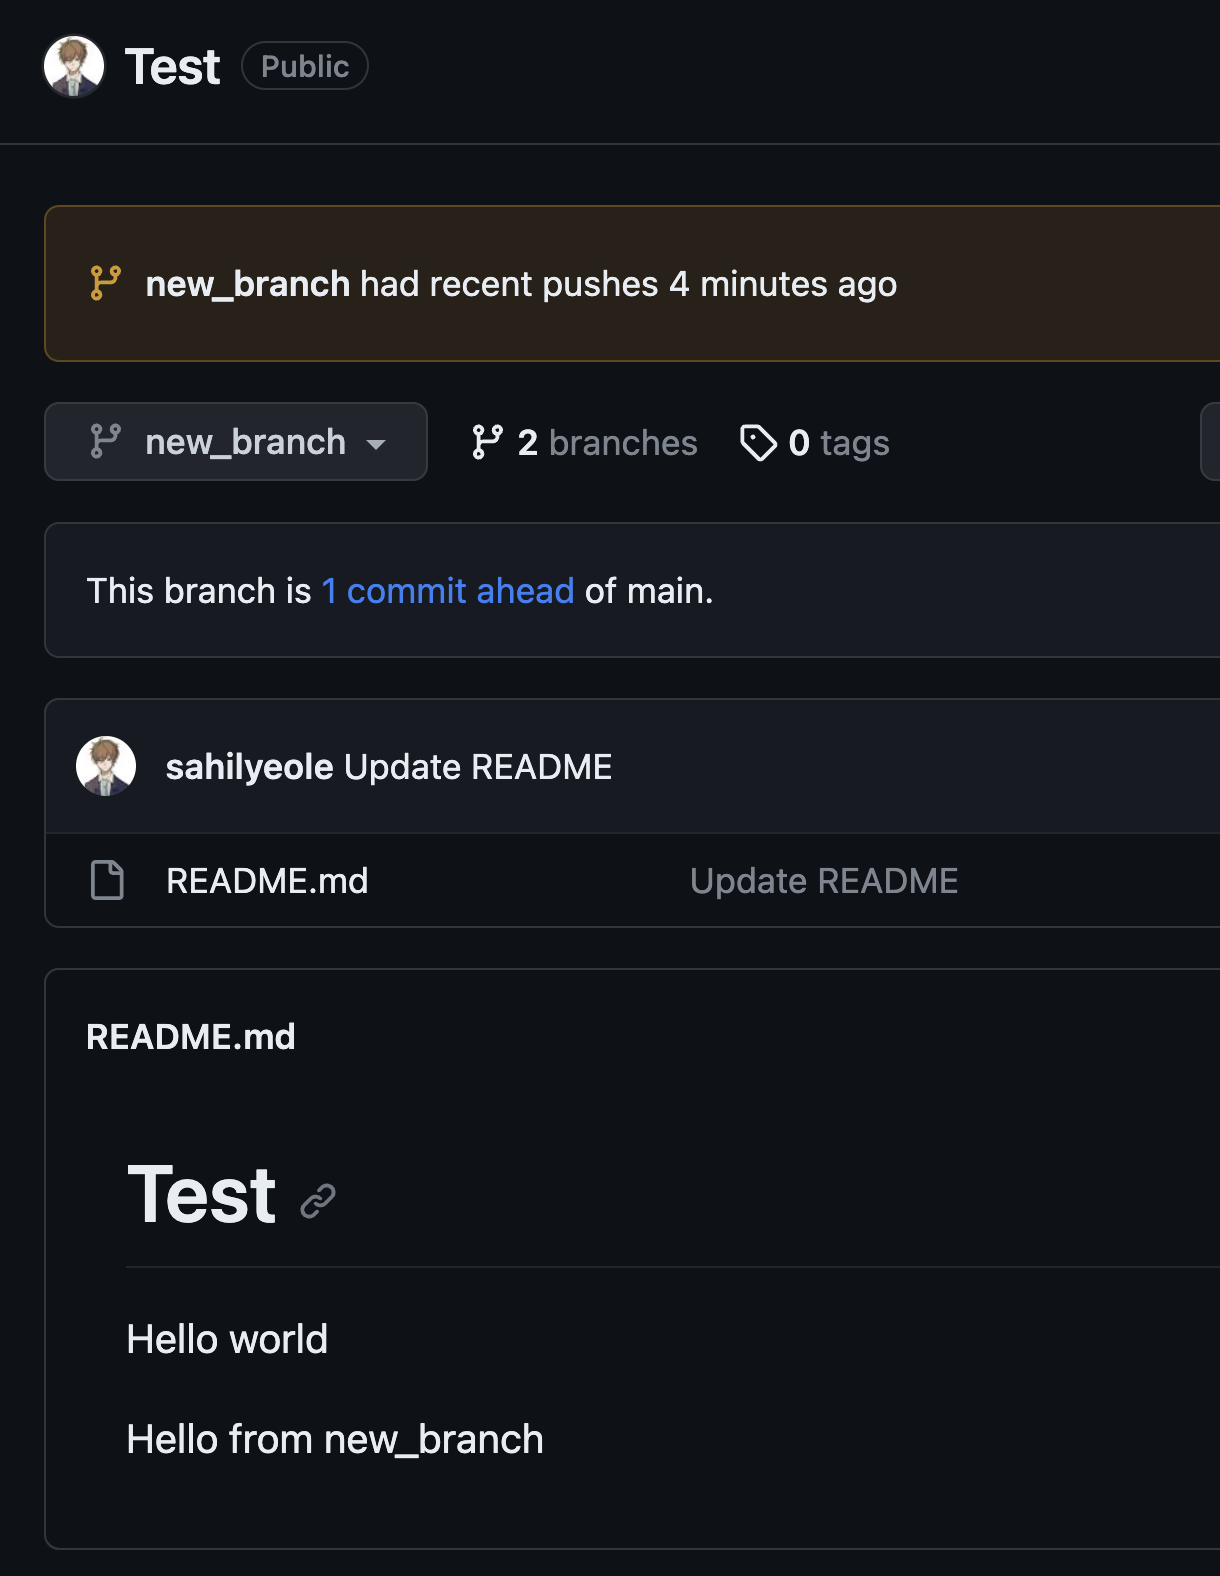 Test Public
new_branch had recent pushes 4 minutes ago
new_branch 2 branches 0 tags
This branch is 1 commit ahead of main.
sahilyeole Update README
README.md Update README
README.md
Test
Hello world
Hello from new_branch